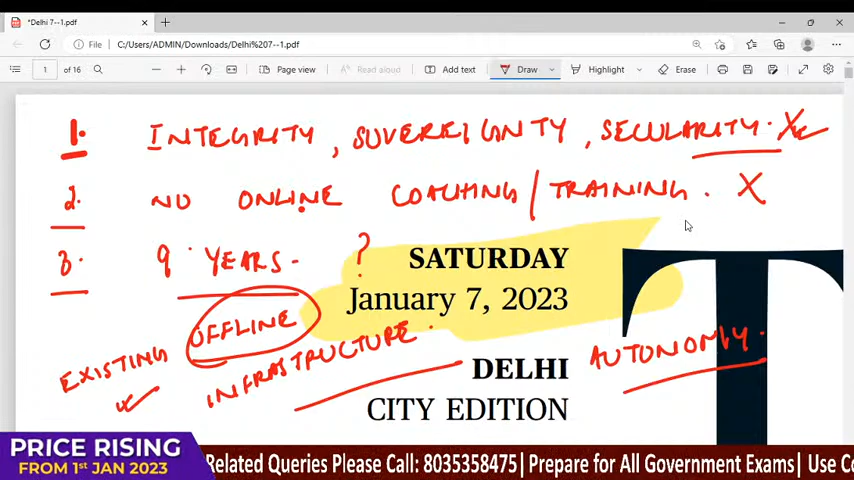 *Delhi 7--1.pdf
File C:/Users/ADMIN/Downloads/Delhi%207--1.pdf
1 of 16 Page view Read aloud Add text Draw Highlight Erase
1. INTEGRITY, SUVEREIGNITY, SECULARITY.
2. NO ONLINE COACHING / TRAINING. X
3. 9 YEARS. ?
SATURDAY
January 7, 2023
OFFLINE
EXISTING INFRASTRUCTURE. AUTONOMY.
DELHI
CITY EDITION
T
PRICE RISING
FROM 1ST JAN 2023
Related Queries Please Call: 8035358475| Prepare for All Government Exams| Use Co